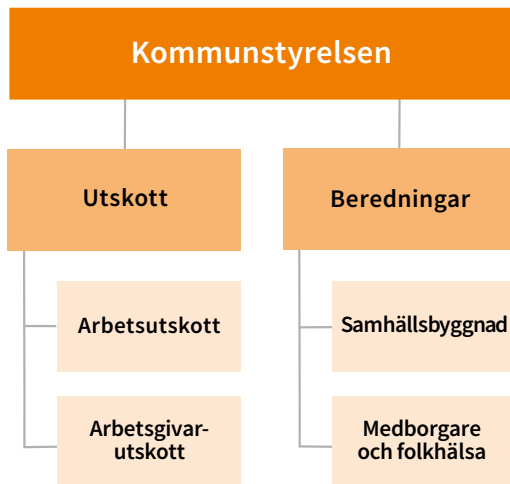 Kommunstyrelsen
Utskott
Beredningar
Arbetsutskott
Samhällsbyggnad
Arbetsgivar-
utskott
Medborgare
och folkhälsa